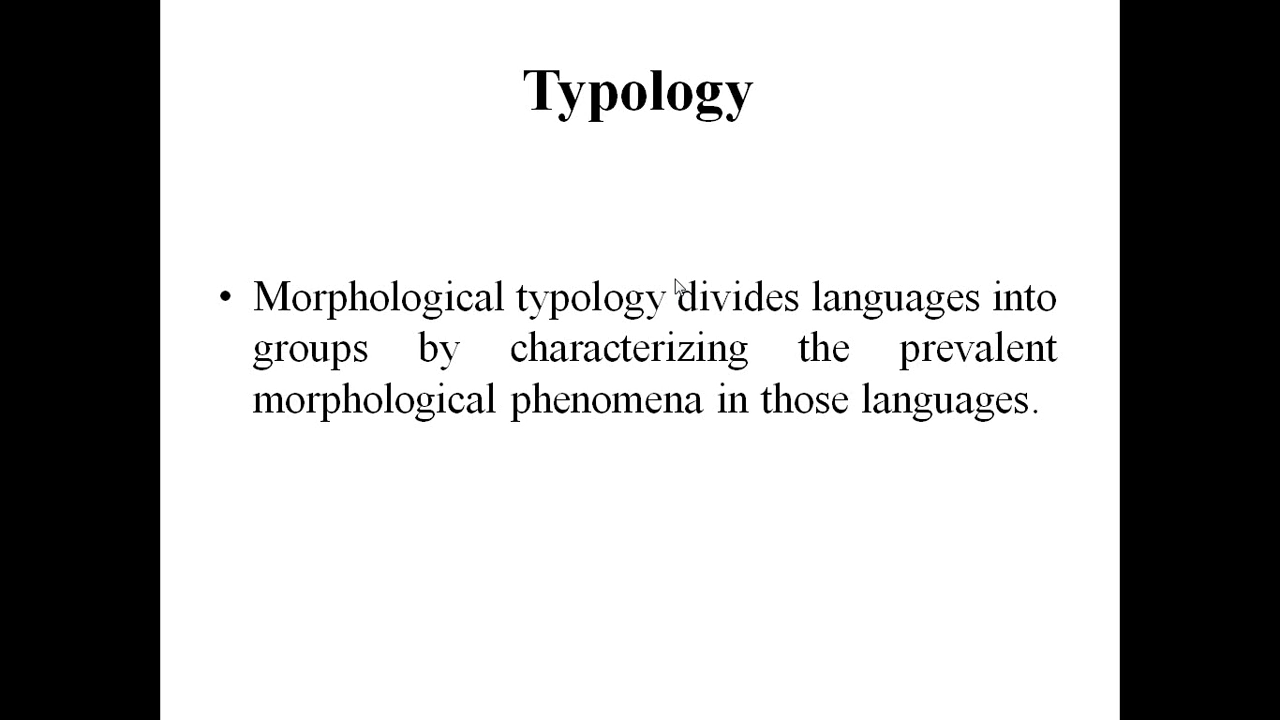 Typology
• Morphological typology divides languages into
groups by characterizing the prevalent
morphological phenomena in those languages.